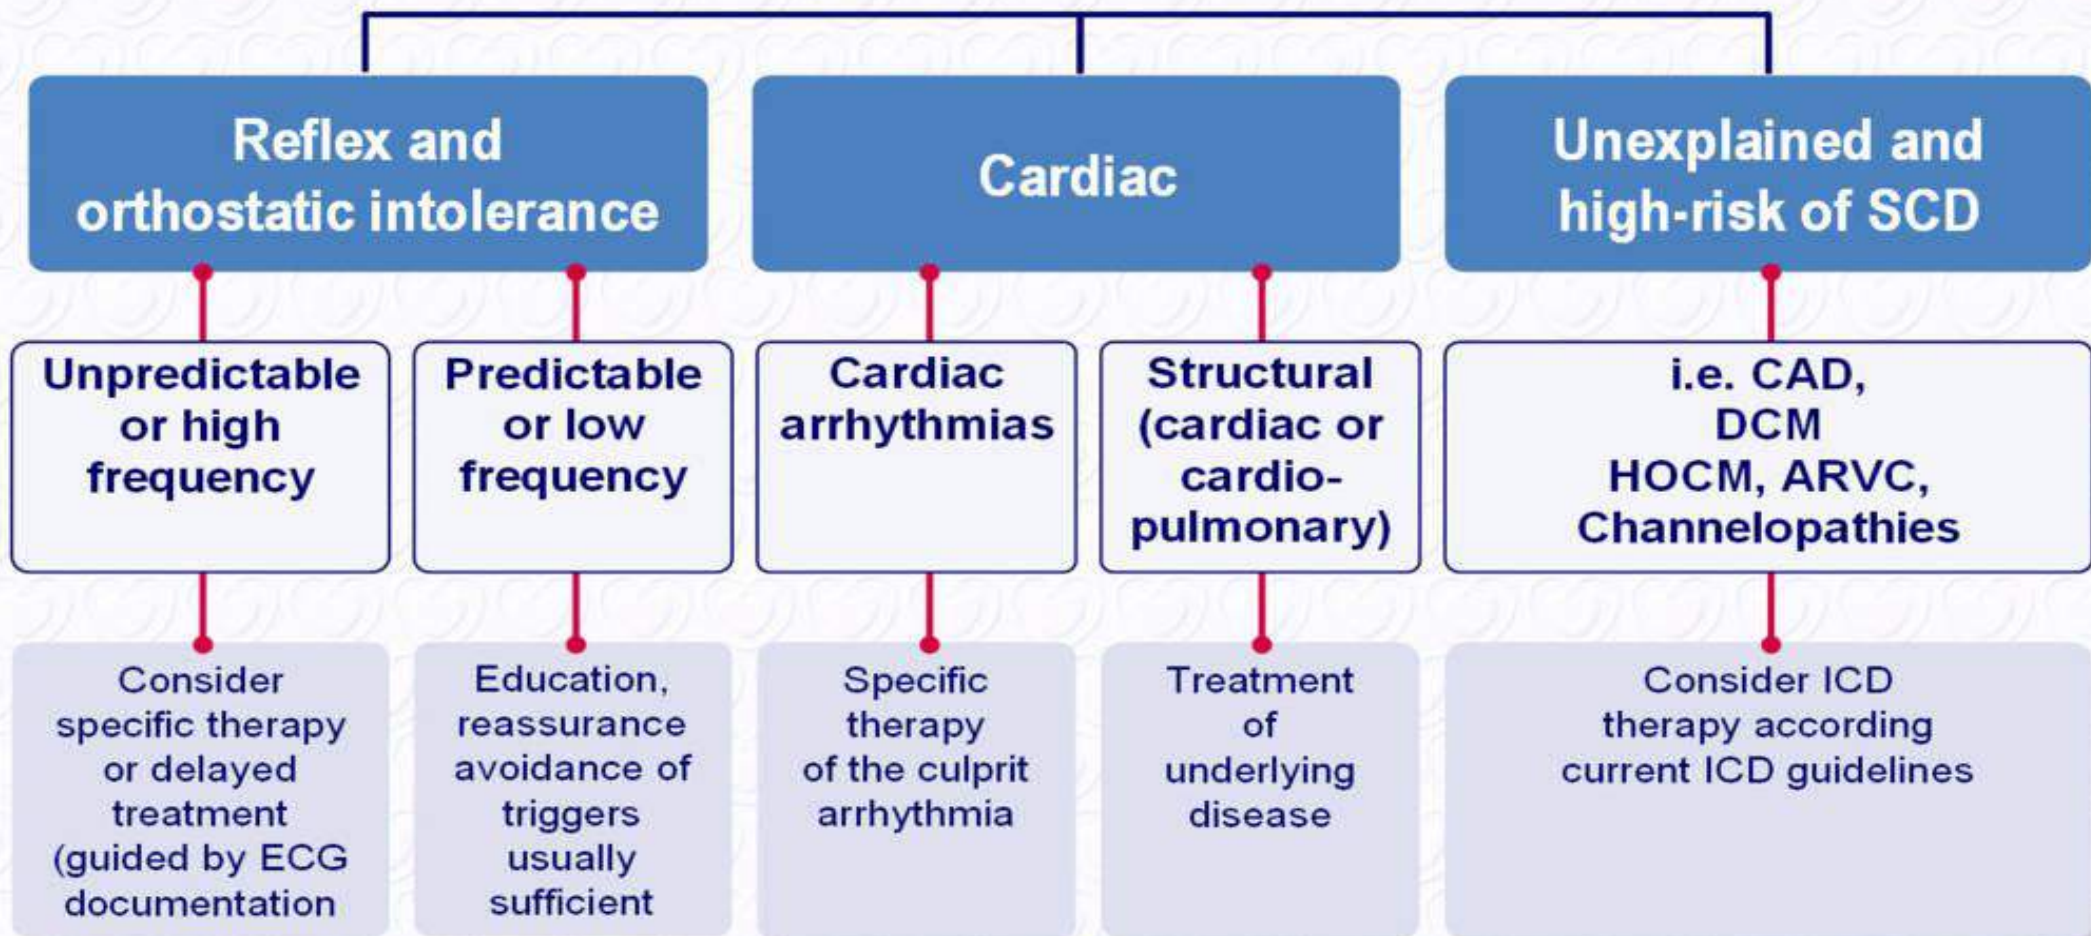 Reflex and
orthostatic intolerance
Cardiac
Unexplained and
high-risk of SCD
Unpredictable
or high
frequency
Predictable
or low
frequency
Cardiac
arrhythmias
Structural
(cardiac or
cardio-
pulmonary)
i.e. CAD,
DCM
HOCM, ARVC,
Channelopathies
Consider
specific therapy
or delayed
treatment
(guided by ECG
documentation
Education,
reassurance
avoidance of
triggers
usually
sufficient
Specific
therapy
of the culprit
arrhythmia
Treatment
of
underlying
disease
Consider ICD
therapy according
current ICD guidelines